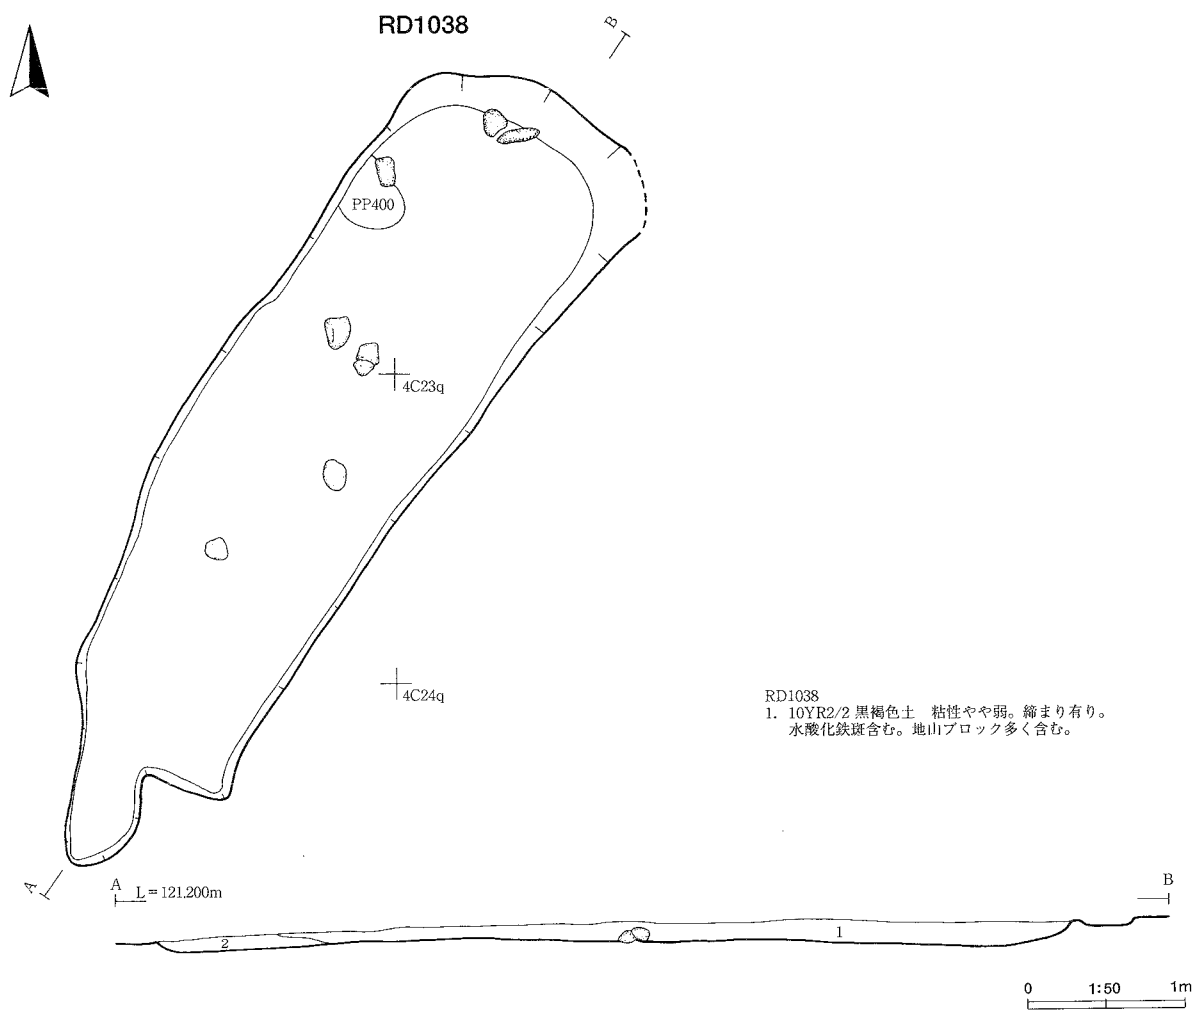 RD1038
B
PP400
4C23q
4C24q
RD1038
1. 10YR2/2 黒褐色土 粘性やや弱。締まり有り。
水酸化鉄斑含む。地山ブロック多く含む。
A
A L=121.200m B
2 1
0 1:50 1m